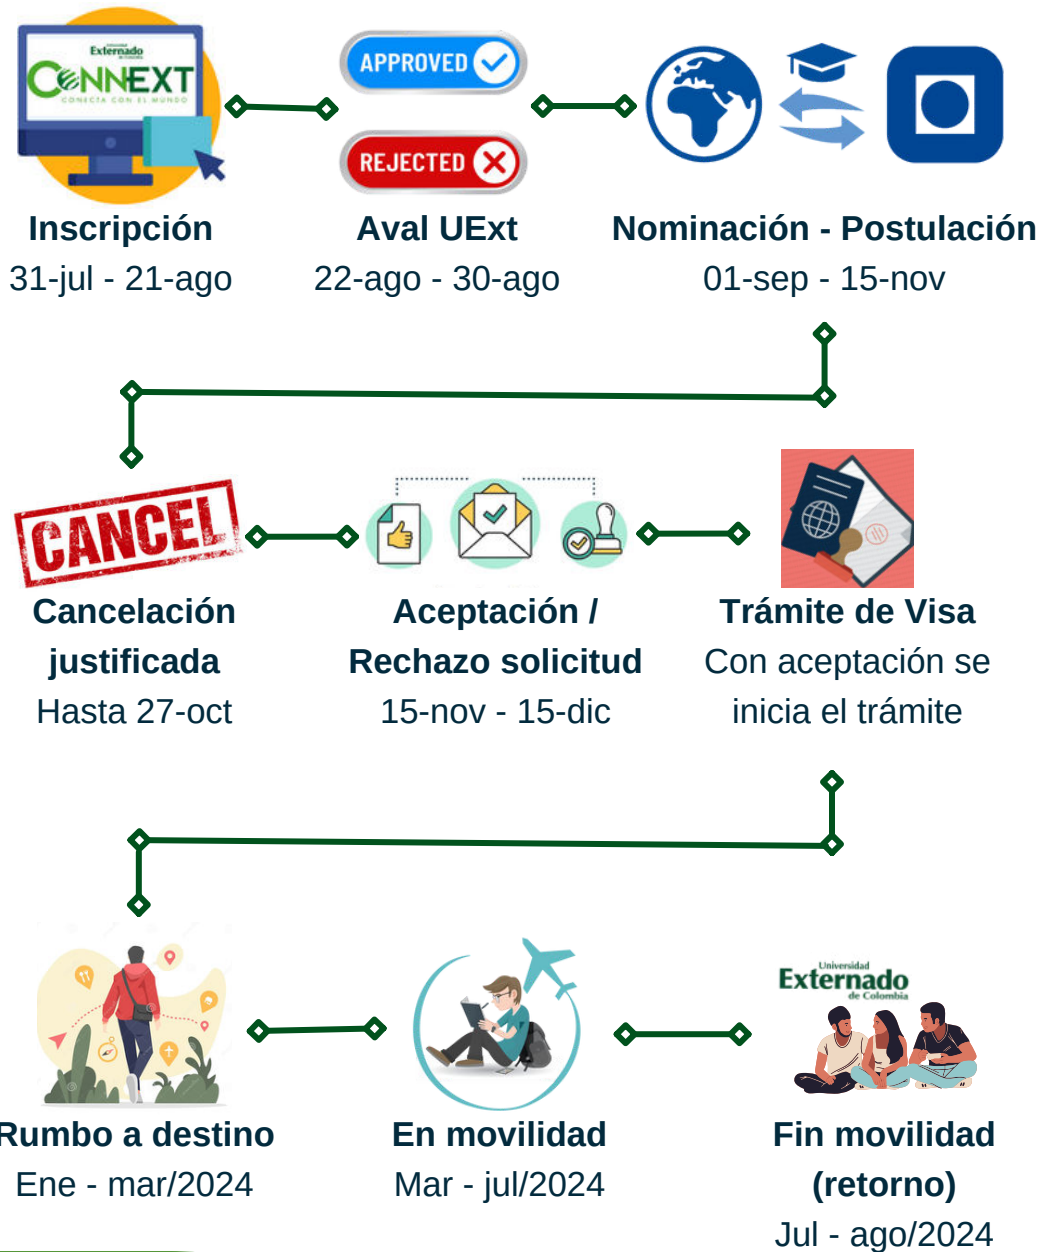 Universidad
Externado
de Colombia
CONNEXT
CONECTA CON EL MUNDO
APPROVED
REJECTED
Inscripción
31-jul - 21-ago
Aval UExt
22-ago - 30-ago
Nominación - Postulación
01-sep - 15-nov
CANCEL
Cancelación
justificada
Hasta 27-oct
Aceptación /
Rechazo solicitud
15-nov - 15-dic
Trámite de Visa
Con aceptación se
inicia el trámite
Rumbo a destino
Ene - mar/2024
En movilidad
Mar - jul/2024
Universidad
Externado
de Colombia
Fin movilidad
(retorno)
Jul - ago/2024